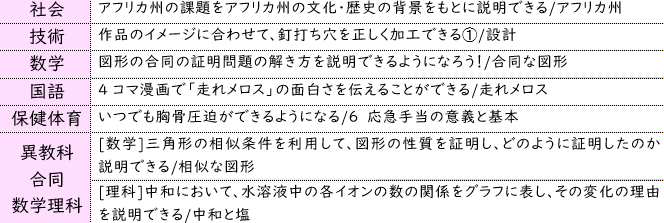 社会 アフリカ州の課題をアフリカ州の文化・歴史の背景をもとに説明できる/アフリカ州
技術 作品のイメージに合わせて、釘打ち穴を正しく加工できる①/設計
数学 図形の合同の証明問題の解き方を説明できるようになろう!/合同な図形
国語 4コマ漫画で「走れメロス」の面白さを伝えることができる/走れメロス
保健体育 いつでも胸骨圧迫ができるようになる/6 応急手当の意義と基本
異教科
合同
数学理科
[数学]三角形の相似条件を利用して、図形の性質を証明し、どのように証明したのか
説明できる/相似な図形
[理科]中和において、水溶液中の各イオンの数の関係をグラフに表し、その変化の理由
を説明できる/中和と塩